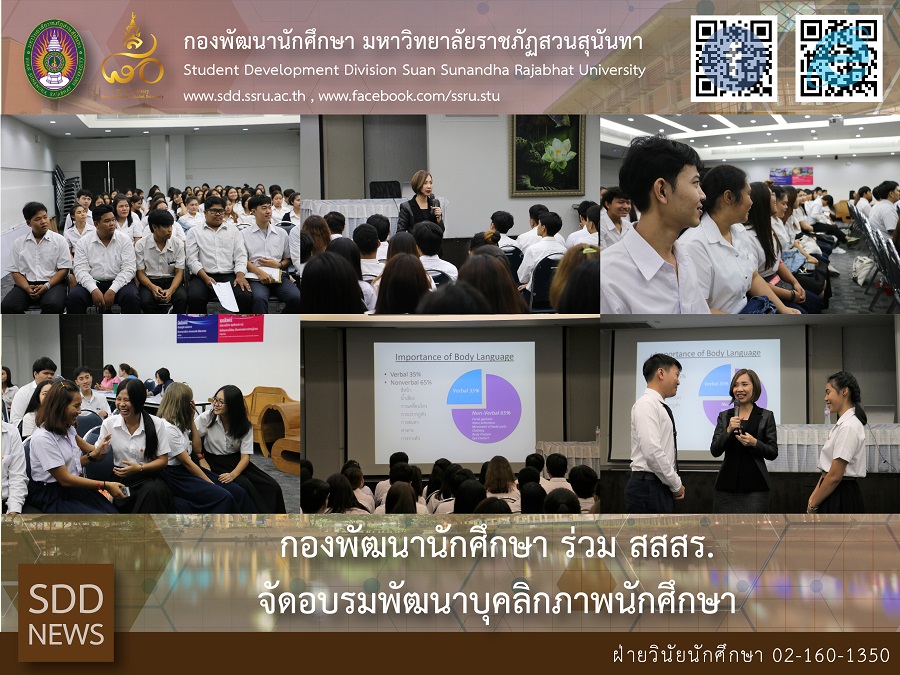 กองพัฒนานักศึกษา มหาวิทยาลัยราชภัฏสวนสุนันทา
Student Development Division Suan Sunandha Rajabhat University
www.sdd.ssru.ac.th , www.facebook.com/ssru.stu
Importance of Body Language
• Verbal 35%
• Nonverbal 65%
Verbal 35%
Non-Verbal 65%
Importance of Body Language
Verbal 35%
กองพัฒนานักศึกษา ร่วม สสสร.
จัดอบรมพัฒนาบุคลิกภาพนักศึกษา
SDD
NEWS
ฝ่ายวินัยนักศึกษา 02-160-1350